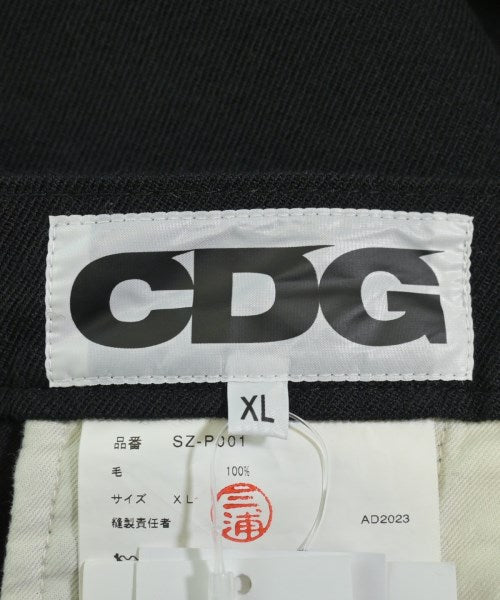 CDG
XL
品番 SZ-P001
毛 100%
サイズ XL
縫製責任者 三浦 AD2023